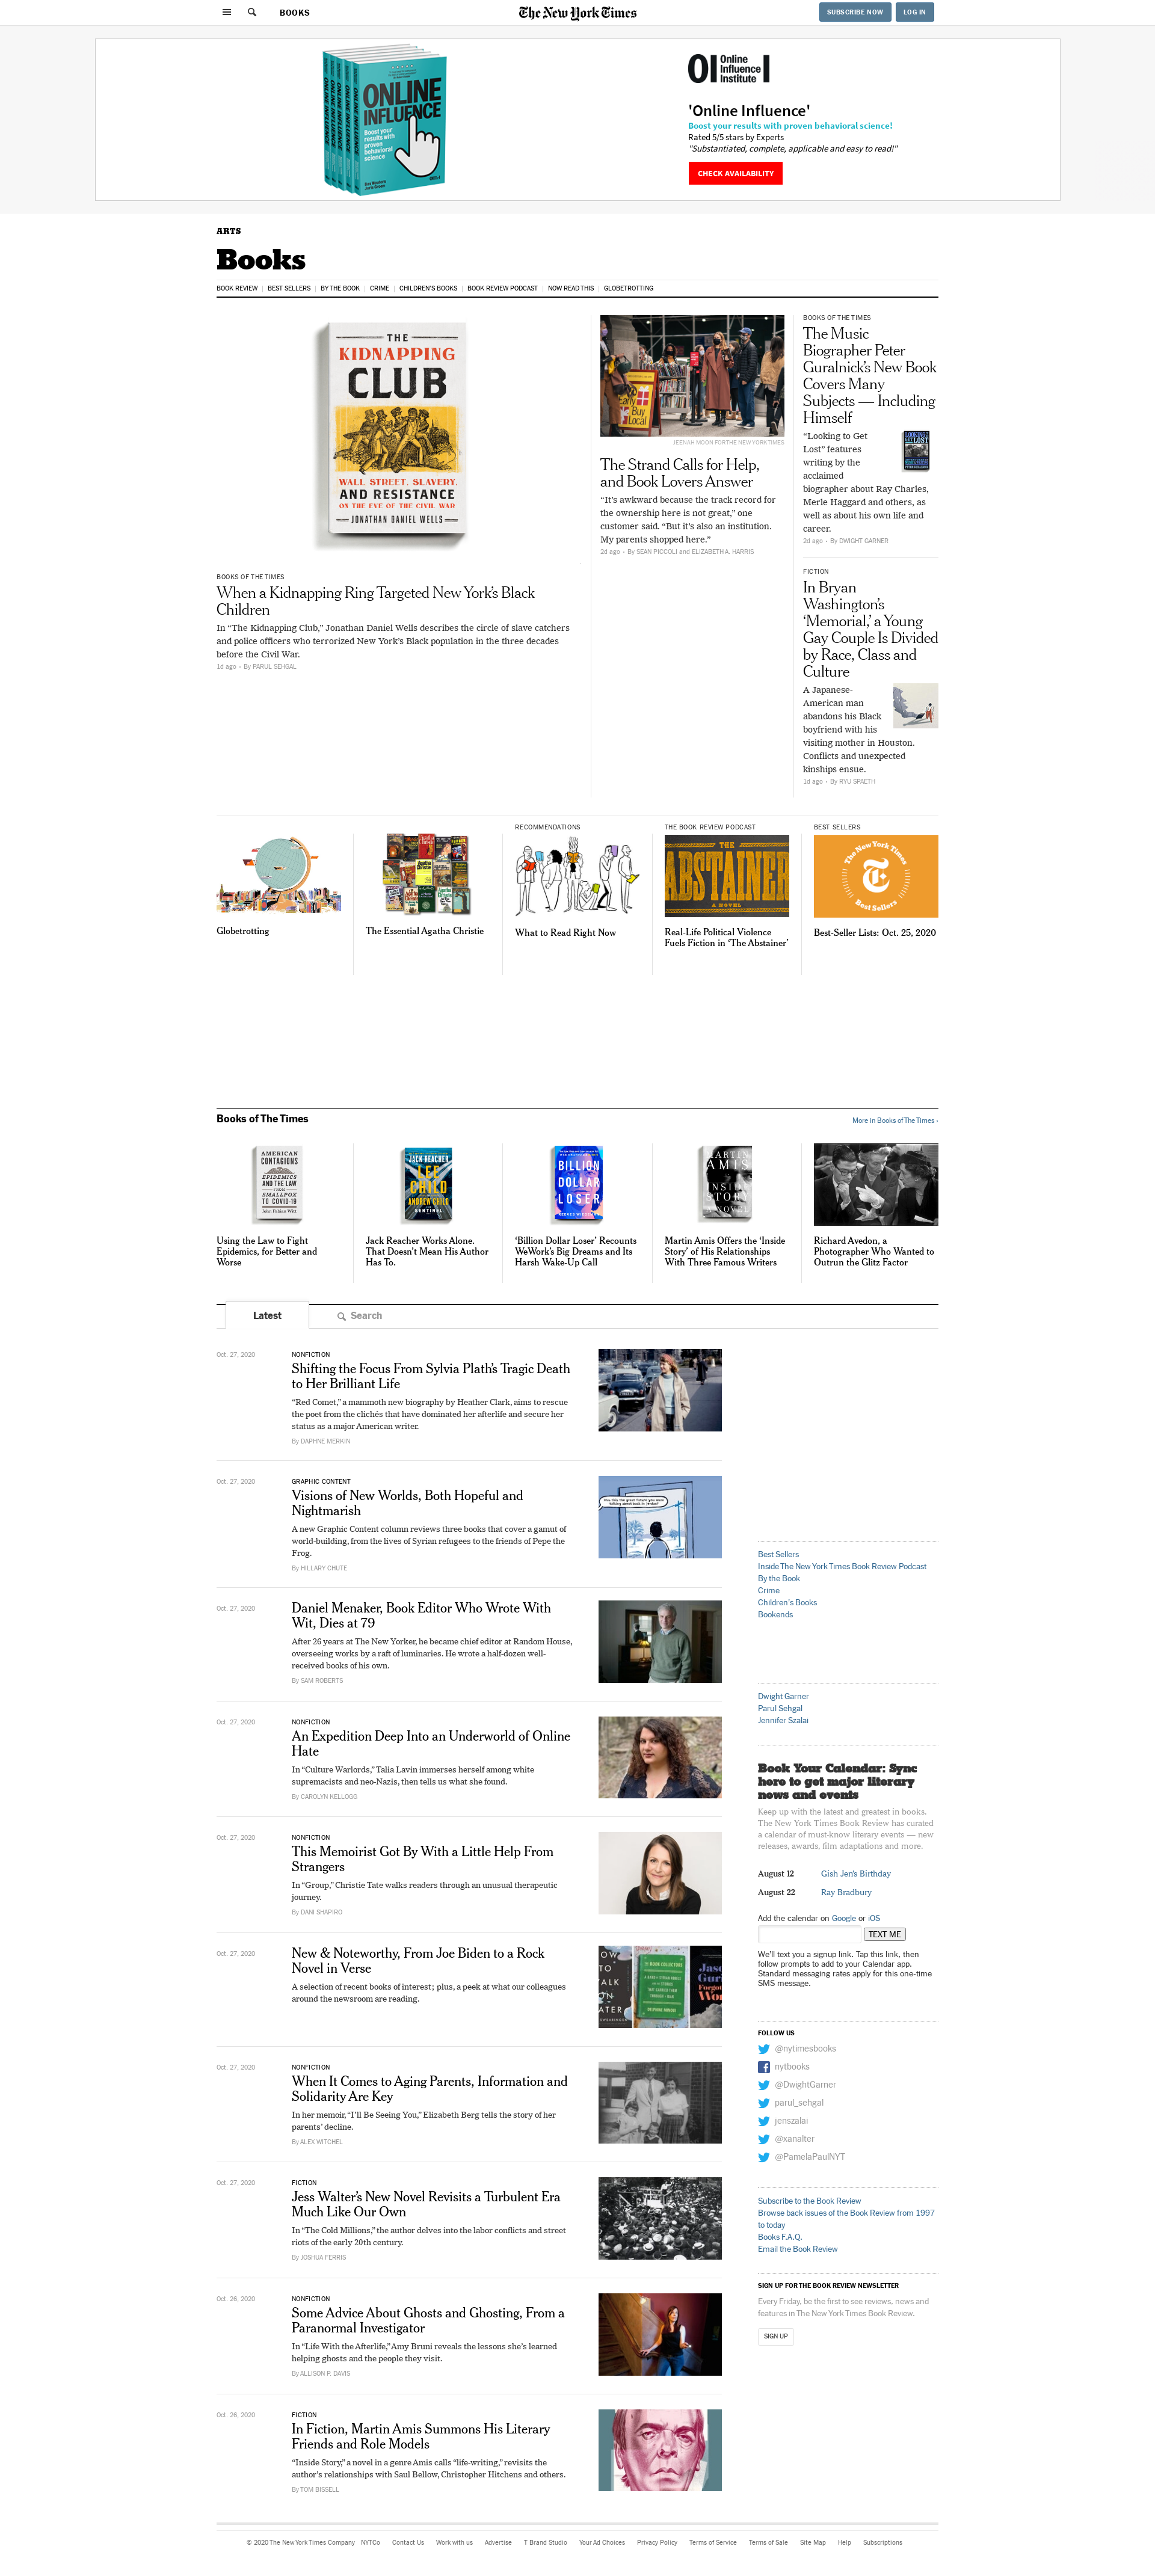 BOOKS
The New York Times
SUBSCRIBE NOW
LOG IN
ONLINE
INFLUENCE
Boost your
results with
proven
behavioral
science
OI Online
Influence
Institute
'Online Influence'
Boost your results with proven behavioral science!
Rated 5/5 stars by Experts
"Substantiated, complete, applicable and easy to read!"
CHECK AVAILABILITY
ARTS
Books
BOOK REVIEW
BEST SELLERS
BY THE BOOK
CRIME
CHILDREN'S BOOKS
BOOK REVIEW PODCAST
NOW READ THIS
GLOBETROTTING
THE
KIDNAPPING
CLUB
WALL STREET, SLAVERY,
AND RESISTANCE
ON THE EVE OF THE CIVIL WAR
JONATHAN DANIEL WELLS
BOOKS OF THE TIMES
When a Kidnapping Ring Targeted New York's Black
Children
In “The Kidnapping Club,” Jonathan Daniel Wells describes the circle of slave catchers
and police officers who terrorized New York's Black population in the three decades
before the Civil War.
1d ago - By PARUL SEHGAL
Buy
Early
Buy
Local
JEENAH MOON FOR THE NEW YORK TIMES
The Strand Calls for Help,
and Book Lovers Answer
“It's awkward because the track record for
the ownership here is not great,” one
customer said. “But it's also an institution.
My parents shopped here.”
2d ago - By SEAN PICCOLI and ELIZABETH A. HARRIS
BOOKS OF THE TIMES
The Music
Biographer Peter
Guralnick's New Book
Covers Many
Subjects — Including
Himself
“Looking to Get
Lost” features
writing by the
acclaimed
biographer about Ray Charles,
Merle Haggard and others, as
well as about his own life and
career.
2d ago - By DWIGHT GARNER
FICTION
In Bryan
Washington's
‘Memorial,’ a Young
Gay Couple Is Divided
by Race, Class and
Culture
A Japanese-
American man
abandons his Black
boyfriend with his
visiting mother in Houston.
Conflicts and unexpected
kinships ensue.
1d ago - By RYU SPAETH
Globetrotting
The Essential Agatha Christie
RECOMMENDATIONS
What to Read Right Now
THE BOOK REVIEW PODCAST
ABSTAINER
A NOVEL
Real-Life Political Violence
Fuels Fiction in ‘The Abstainer’
BEST SELLERS
The New York Times
Best Sellers
Best-Seller Lists: Oct. 25, 2020
Books of The Times
More in Books of The Times ›
AMERICAN
CONTAGIONS
EPIDEMICS
AND THE LAW
FROM
SMALLPOX
TO COVID-19
John Fabian Witt
Using the Law to Fight
Epidemics, for Better and
Worse
JACK REACHER
LEE
CHILD
ANDREW CHILD
SENTINEL
Jack Reacher Works Alone.
That Doesn't Mean His Author
Has To.
BILLION
DOLLAR
LOSER
‘Billion Dollar Loser’ Recounts
WeWork's Big Dreams and Its
Harsh Wake-Up Call
MARTIN
AMIS
INSIDE
STORY
A NOVEL
Martin Amis Offers the ‘Inside
Story’ of His Relationships
With Three Famous Writers
Richard Avedon, a
Photographer Who Wanted to
Outrun the Glitz Factor
Latest
Search
Oct. 27, 2020
NONFICTION
Shifting the Focus From Sylvia Plath's Tragic Death
to Her Brilliant Life
“Red Comet,” a mammoth new biography by Heather Clark, aims to rescue
the poet from the clichés that have dominated her afterlife and secure her
status as a major American writer.
By DAPHNE MERKIN
Oct. 27, 2020
GRAPHIC CONTENT
Visions of New Worlds, Both Hopeful and
Nightmarish
A new Graphic Content column reviews three books that cover a gamut of
world-building, from the lives of Syrian refugees to the friends of Pepe the
Frog.
By HILLARY CHUTE
Oct. 27, 2020
Daniel Menaker, Book Editor Who Wrote With
Wit, Dies at 79
After 26 years at The New Yorker, he became chief editor at Random House,
overseeing works by a raft of luminaries. He wrote a half-dozen well-
received books of his own.
By SAM ROBERTS
Oct. 27, 2020
NONFICTION
An Expedition Deep Into an Underworld of Online
Hate
In “Culture Warlords,” Talia Lavin immerses herself among white
supremacists and neo-Nazis, then tells us what she found.
By CAROLYN KELLOGG
Oct. 27, 2020
NONFICTION
This Memoirist Got By With a Little Help From
Strangers
In “Group,” Christie Tate walks readers through an unusual therapeutic
journey.
By DANI SHAPIRO
Oct. 27, 2020
New & Noteworthy, From Joe Biden to a Rock
Novel in Verse
A selection of recent books of interest; plus, a peek at what our colleagues
around the newsroom are reading.
Oct. 27, 2020
NONFICTION
When It Comes to Aging Parents, Information and
Solidarity Are Key
In her memoir, “I'll Be Seeing You,” Elizabeth Berg tells the story of her
parents' decline.
By ALEX WITCHEL
Oct. 27, 2020
FICTION
Jess Walter's New Novel Revisits a Turbulent Era
Much Like Our Own
In “The Cold Millions,” the author delves into the labor conflicts and street
riots of the early 20th century.
By JOSHUA FERRIS
Oct. 26, 2020
NONFICTION
Some Advice About Ghosts and Ghosting, From a
Paranormal Investigator
In “Life With the Afterlife,” Amy Bruni reveals the lessons she's learned
helping ghosts and the people they visit.
By ALLISON P. DAVIS
Oct. 26, 2020
FICTION
In Fiction, Martin Amis Summons His Literary
Friends and Role Models
“Inside Story,” a novel in a genre Amis calls “life-writing,” revisits the
author's relationships with Saul Bellow, Christopher Hitchens and others.
By TOM BISSELL
Best Sellers
Inside The New York Times Book Review Podcast
By the Book
Crime
Children's Books
Bookends
Dwight Garner
Parul Sehgal
Jennifer Szalai
Book Your Calendar: Sync
here to get major literary
news and events
Keep up with the latest and greatest in books.
The New York Times Book Review has curated
a calendar of must-know literary events — new
releases, awards, film adaptations and more.
August 12 Gish Jen's Birthday
August 22 Ray Bradbury
Add the calendar on Google or iOS
TEXT ME
We'll text you a signup link. Tap this link, then
follow prompts to add to your Calendar app.
Standard messaging rates apply for this one-time
SMS message.
FOLLOW US
@nytimesbooks
nytbooks
@DwightGarner
parul_sehgal
jenszalai
@xanalter
@PamelaPaulNYT
Subscribe to the Book Review
Browse back issues of the Book Review from 1997
to today
Books F.A.Q.
Email the Book Review
SIGN UP FOR THE BOOK REVIEW NEWSLETTER
Every Friday, be the first to see reviews, news and
features in The New York Times Book Review.
SIGN UP
© 2020 The New York Times Company
NYTCo
Contact Us
Work with us
Advertise
T Brand Studio
Your Ad Choices
Privacy Policy
Terms of Service
Terms of Sale
Site Map
Help
Subscriptions